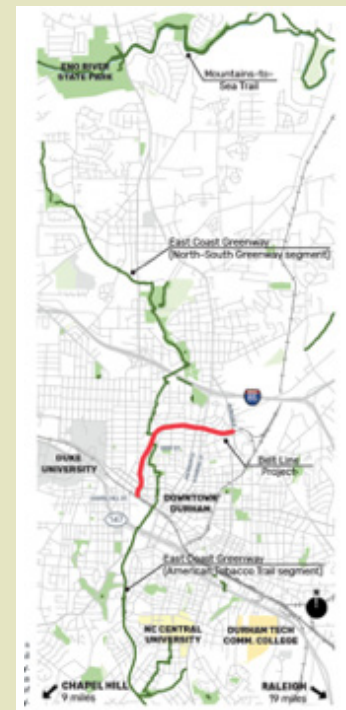 ENO RIVER
STATE PARK
Mountains-to-
Sea Trail
East Coast Greenway
(North-South Greenway segment)
85
DUKE
UNIVERSITY
Belt Line
Project
DOWNTOWN
DURHAM
147
East Coast Greenway
(American Tobacco Trail segment)
NC CENTRAL
UNIVERSITY
DURHAM TECH
COMM. COLLEGE
CHAPEL HILL
9 miles
RALEIGH
19 miles